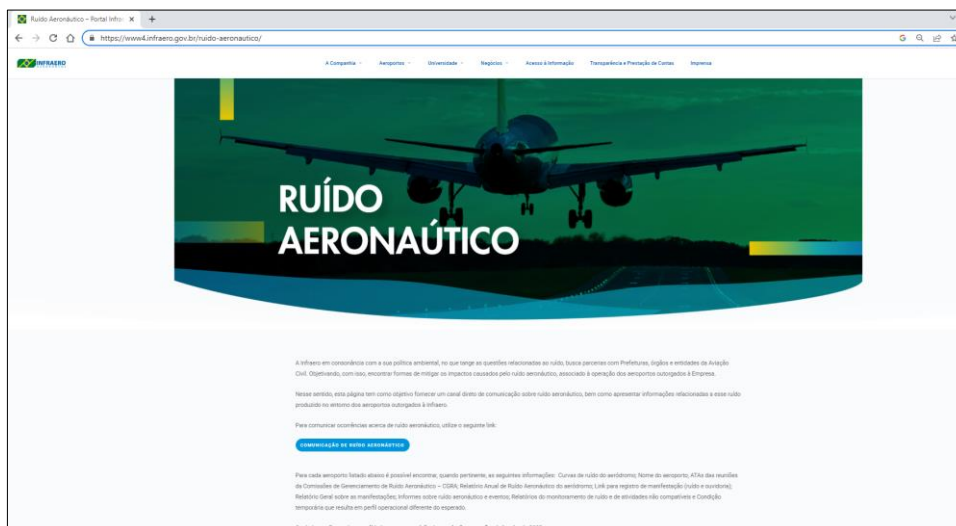 Ruído Aeronáutico – Portal Infra
https://www4.infraero.gov.br/ruido-aeronautico/
INFRAERO
A Companhia Aeroportos Universidade Negócios Acesso à Informação Transparência e Prestação de Contas Imprensa
RUÍDO
AERONAÚTICO
A Infraero em consonância com a sua política ambiental, no que tange as questões relacionadas ao ruído, busca parcerias com Prefeituras, órgãos e entidades da Aviação
Civil. Objetivando, com isso, encontrar formas de mitigar os impactos causados pelo ruído aeronáutico, associado à operação dos aeroportos outorgados à Empresa.
Nesse sentido, esta página tem como objetivo fornecer um canal direto de comunicação sobre ruído aeronáutico, bem como apresentar informações relacionadas a esse ruído
produzido no entorno dos aeroportos outorgados à Infraero.
Para comunicar ocorrências acerca de ruído aeronáutico, utilize o seguinte link:
COMUNICAÇÃO DE RUÍDO AERONÁUTICO
Para cada aeroporto listado abaixo é possível encontrar, quando pertinente, as seguintes informações: Curvas de ruído do aeródromo; Nome do aeroporto; ATAs das reuniões
da Comissões de Gerenciamento de Ruído Aeronáutico – CGRA; Relatório Anual de Ruído Aeronáutico do aeródromo; Link para registro de manifestação (ruído e ouvidoria);
Relatório Geral sobre as manifestações; Informes sobre ruído aeronáutico e eventos; Relatórios do monitoramento de ruído e de atividades não compatíveis e Condição
temporária que resulta em perfil operacional diferente do esperado.